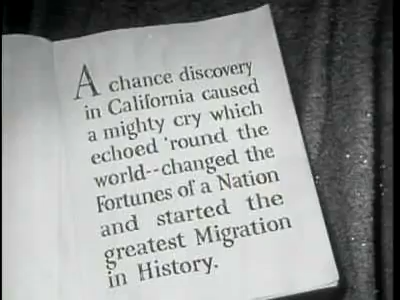 A chance discovery
in California caused
a mighty cry which
echoed 'round the
world--changed the
Fortunes of a Nation
and started the
greatest Migration
in History.